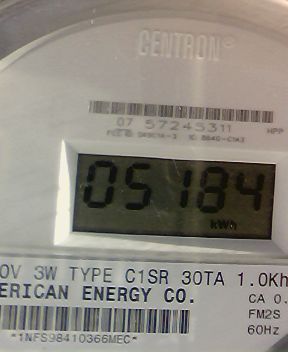 CENTRON®
07 57245311 HPP
05184
kWh
0V 3W TYPE C1SR 30TA 1.0Kh
ERICAN ENERGY CO.
CA 0.
FM2S
60Hz
*1NFS98410366MEC*